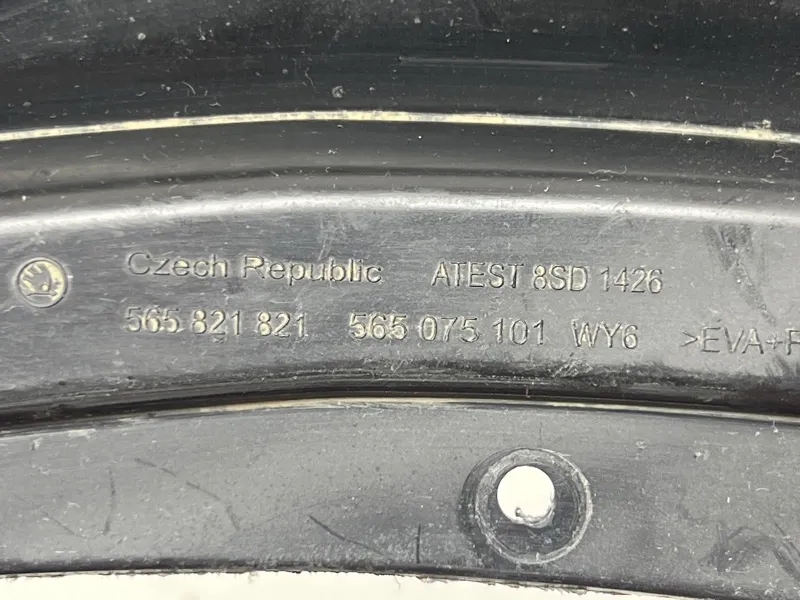 Czech Republic ATEST 8SD 1426
565 821 821 565 075 101 WY6 >EVA+P